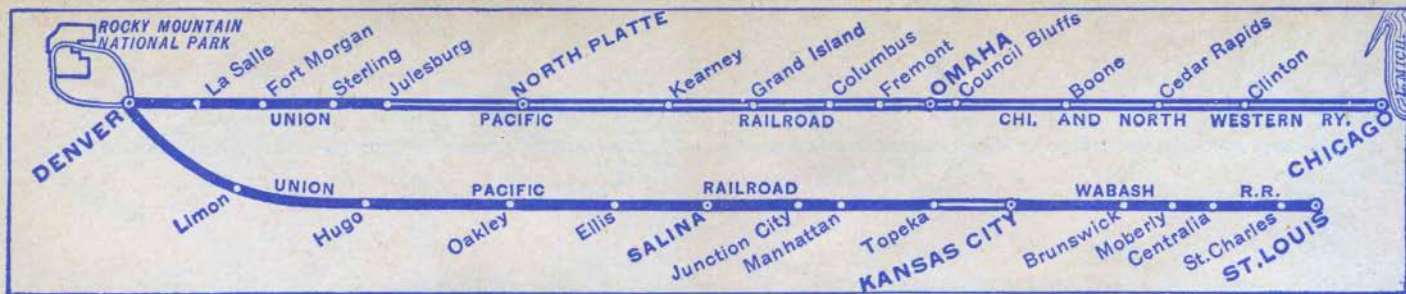 ROCKY MOUNTAIN
NATIONAL PARK
La Salle
Fort Morgan
Sterling
Julesburg
NORTH PLATTE
Kearney
Grand Island
Columbus
Fremont
OMAHA
Council Bluffs
Boone
Cedar Rapids
Clinton
L. MICH.
UNION PACIFIC RAILROAD CHI. AND NORTH WESTERN RY.
DENVER
CHICAGO
UNION PACIFIC RAILROAD WABASH R.R.
Limon
Hugo
Oakley
Ellis
SALINA
Junction City
Manhattan
Topeka
KANSAS CITY
Brunswick
Moberly
Centralia
St. Charles
ST. LOUIS